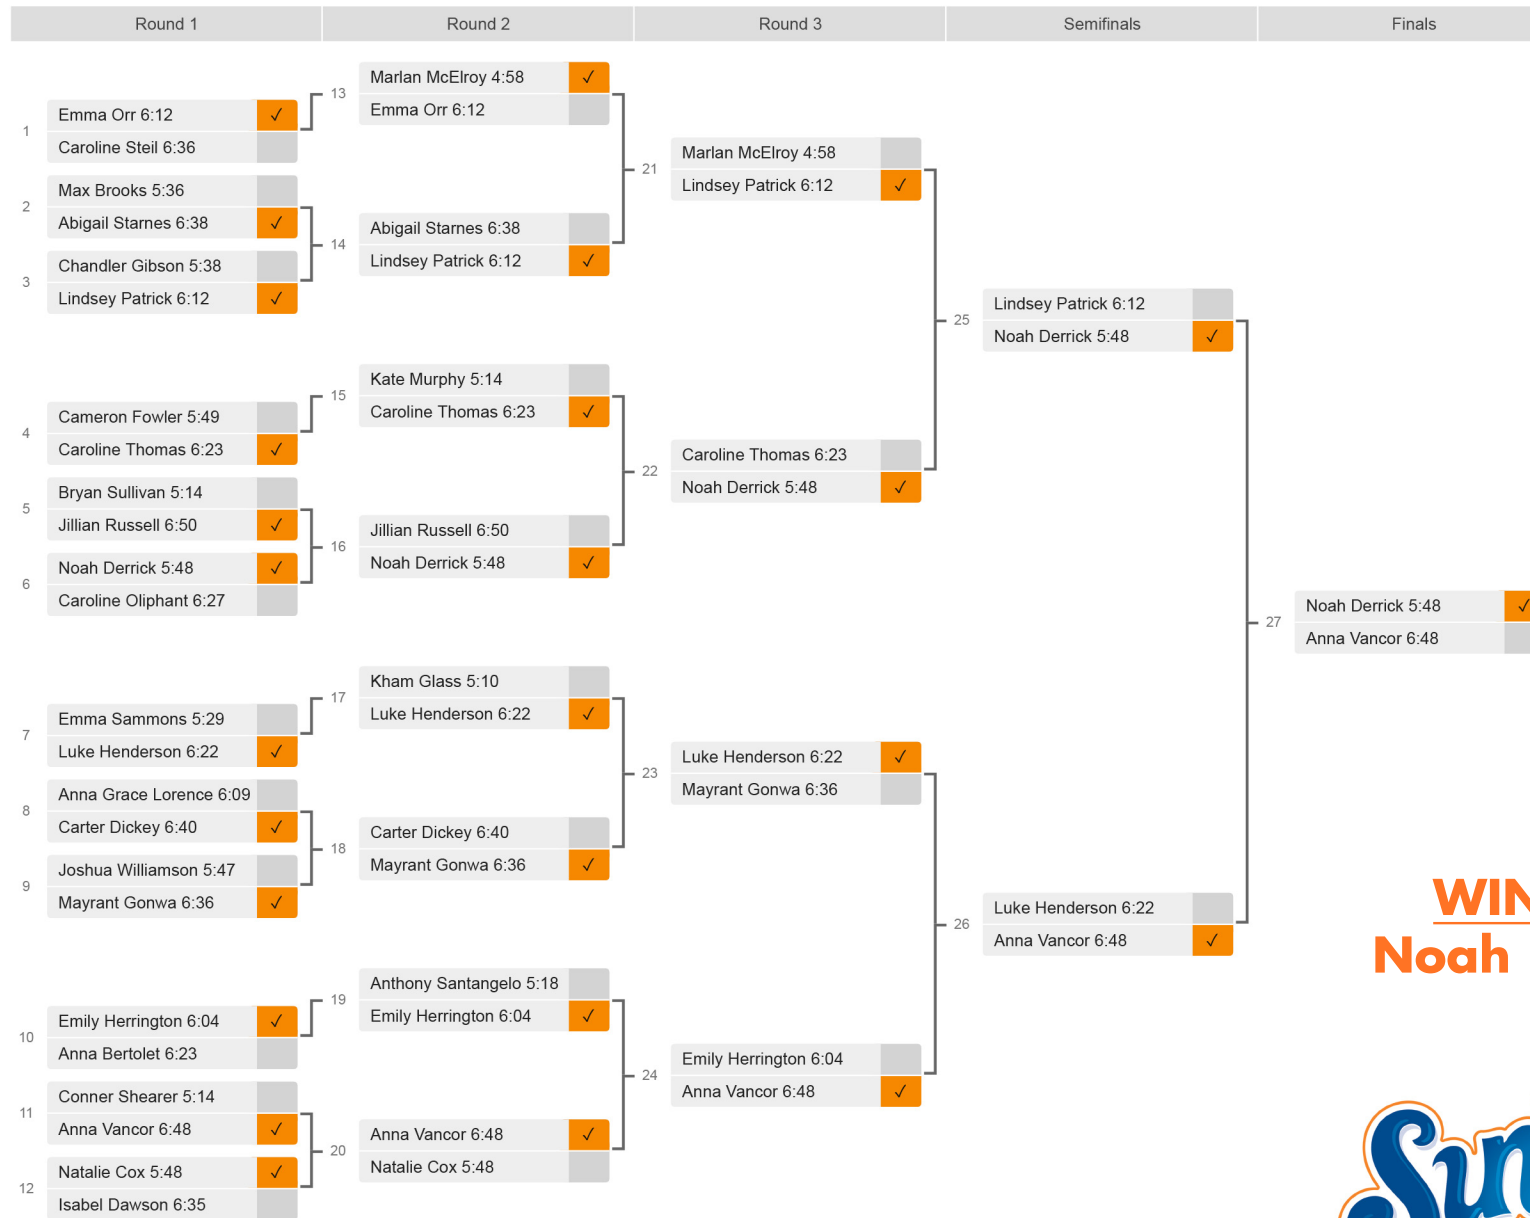 Round 1
Round 2
Round 3
Semifinals
Finals
1
Emma Orr 6:12 ✓
Caroline Steil 6:36
2
Max Brooks 5:36
Abigail Starnes 6:38 ✓
3
Chandler Gibson 5:38
Lindsey Patrick 6:12 ✓
4
Cameron Fowler 5:49
Caroline Thomas 6:23 ✓
5
Bryan Sullivan 5:14
Jillian Russell 6:50 ✓
6
Noah Derrick 5:48 ✓
Caroline Oliphant 6:27
7
Emma Sammons 5:29
Luke Henderson 6:22 ✓
8
Anna Grace Lorence 6:09
Carter Dickey 6:40 ✓
9
Joshua Williamson 5:47
Mayrant Gonwa 6:36 ✓
10
Emily Herrington 6:04 ✓
Anna Bertolet 6:23
11
Conner Shearer 5:14
Anna Vancor 6:48 ✓
12
Natalie Cox 5:48 ✓
Isabel Dawson 6:35
13
Marlan McElroy 4:58 ✓
Emma Orr 6:12
14
Abigail Starnes 6:38
Lindsey Patrick 6:12 ✓
15
Kate Murphy 5:14
Caroline Thomas 6:23 ✓
16
Jillian Russell 6:50
Noah Derrick 5:48 ✓
17
Kham Glass 5:10
Luke Henderson 6:22 ✓
18
Carter Dickey 6:40
Mayrant Gonwa 6:36 ✓
19
Anthony Santangelo 5:18
Emily Herrington 6:04 ✓
20
Anna Vancor 6:48 ✓
Natalie Cox 5:48
21
Marlan McElroy 4:58
Lindsey Patrick 6:12 ✓
22
Caroline Thomas 6:23
Noah Derrick 5:48 ✓
23
Luke Henderson 6:22 ✓
Mayrant Gonwa 6:36
24
Emily Herrington 6:04
Anna Vancor 6:48 ✓
25
Lindsey Patrick 6:12
Noah Derrick 5:48 ✓
26
Luke Henderson 6:22
Anna Vancor 6:48 ✓
27
Noah Derrick 5:48 ✓
Anna Vancor 6:48
WIN
Noah